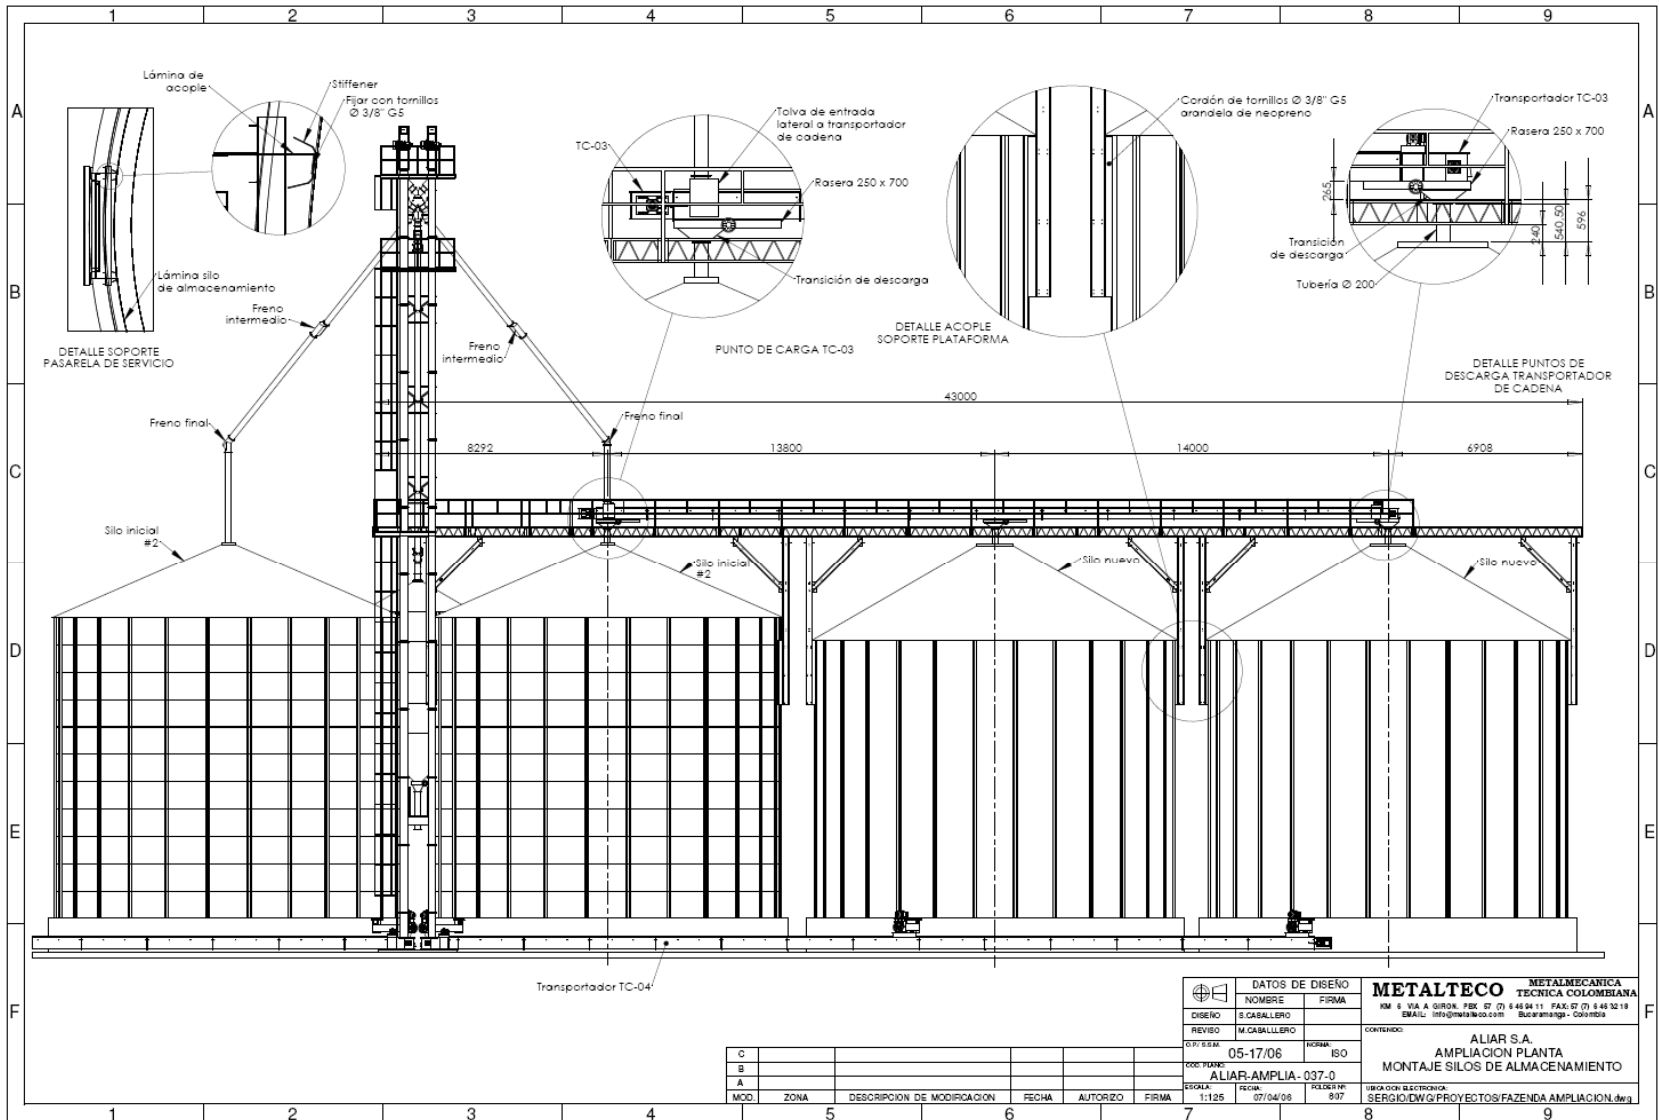 1 2 3 4 5 6 7 8 9
A
B
C
D
E
F
A
B
C
D
E
F
Lámina de
acople
Stiffener
Fijar con tornillos
Ø 3/8" G5
Lámina silo
de almacenamiento
DETALLE SOPORTE
PASARELA DE SERVICIO
Freno
intermedio
Freno
intermedio
Freno final
Freno final
TC-03
Tolva de entrada
lateral a transportador
de cadena
Rasera 250 x 700
Transición de descarga
PUNTO DE CARGA TC-03
Cordón de tornillos Ø 3/8" G5
arandela de neopreno
DETALLE ACOPLE
SOPORTE PLATAFORMA
Transportador TC-03
Rasera 250 x 700
265
240
540,50
596
Transición
de descarga
Tubería Ø 200
DETALLE PUNTOS DE
DESCARGA TRANSPORTADOR
DE CADENA
43000
8292
13800
14000
6908
Silo inicial
#2
Silo inicial
#2
Silo nuevo
Silo nuevo
Transportador TC-04
C
B
A
MOD. ZONA DESCRIPCION DE MODIFICACION FECHA AUTORIZO FIRMA
DATOS DE DISEÑO
NOMBRE FIRMA
DISEÑO S.CABALLERO
REVISO M.CABALLLERO
O.P/ S.S.M. 05-17/06 NORMA: ISO
COD. PLANO: ALIAR-AMPLIA- 037-0
ESCALA: 1:125 FECHA: 07/04/06 FOLDER Nº: 807
METALTECO METALMECANICA
TECNICA COLOMBIANA
KM 6 VIA A GIRON. PBX 57 (7) 6 46 94 11 FAX: 57 (7) 6 46 32 18
EMAIL: info@metalteco.com Bucaramanga - Colombia
CONTENIDO:
ALIAR S.A.
AMPLIACION PLANTA
MONTAJE SILOS DE ALMACENAMIENTO
UBICACION ELECTRONICA:
SERGIO/DWG/PROYECTOS/FAZENDA AMPLIACION.dwg
1 2 3 4 5 6 7 8 9